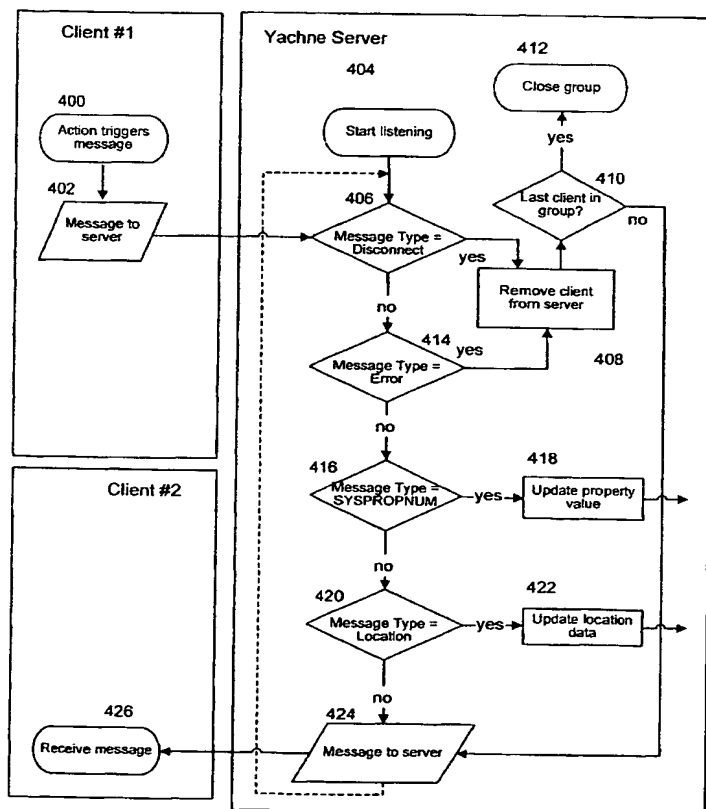 Client #1
400
Action triggers
message
402
Message to
server
Yachne Server
404
Start listening
406
Message Type =
Disconnect
yes
no
412
Close group
yes
410
Last client in
group?
no
Remove client
from server
408
414
Message Type =
Error
yes
no
416
Message Type =
SYSPROPNUM
yes
418
Update property
value
no
420
Message Type =
Location
yes
422
Update location
data
no
424
Message to server
Client #2
426
Receive message